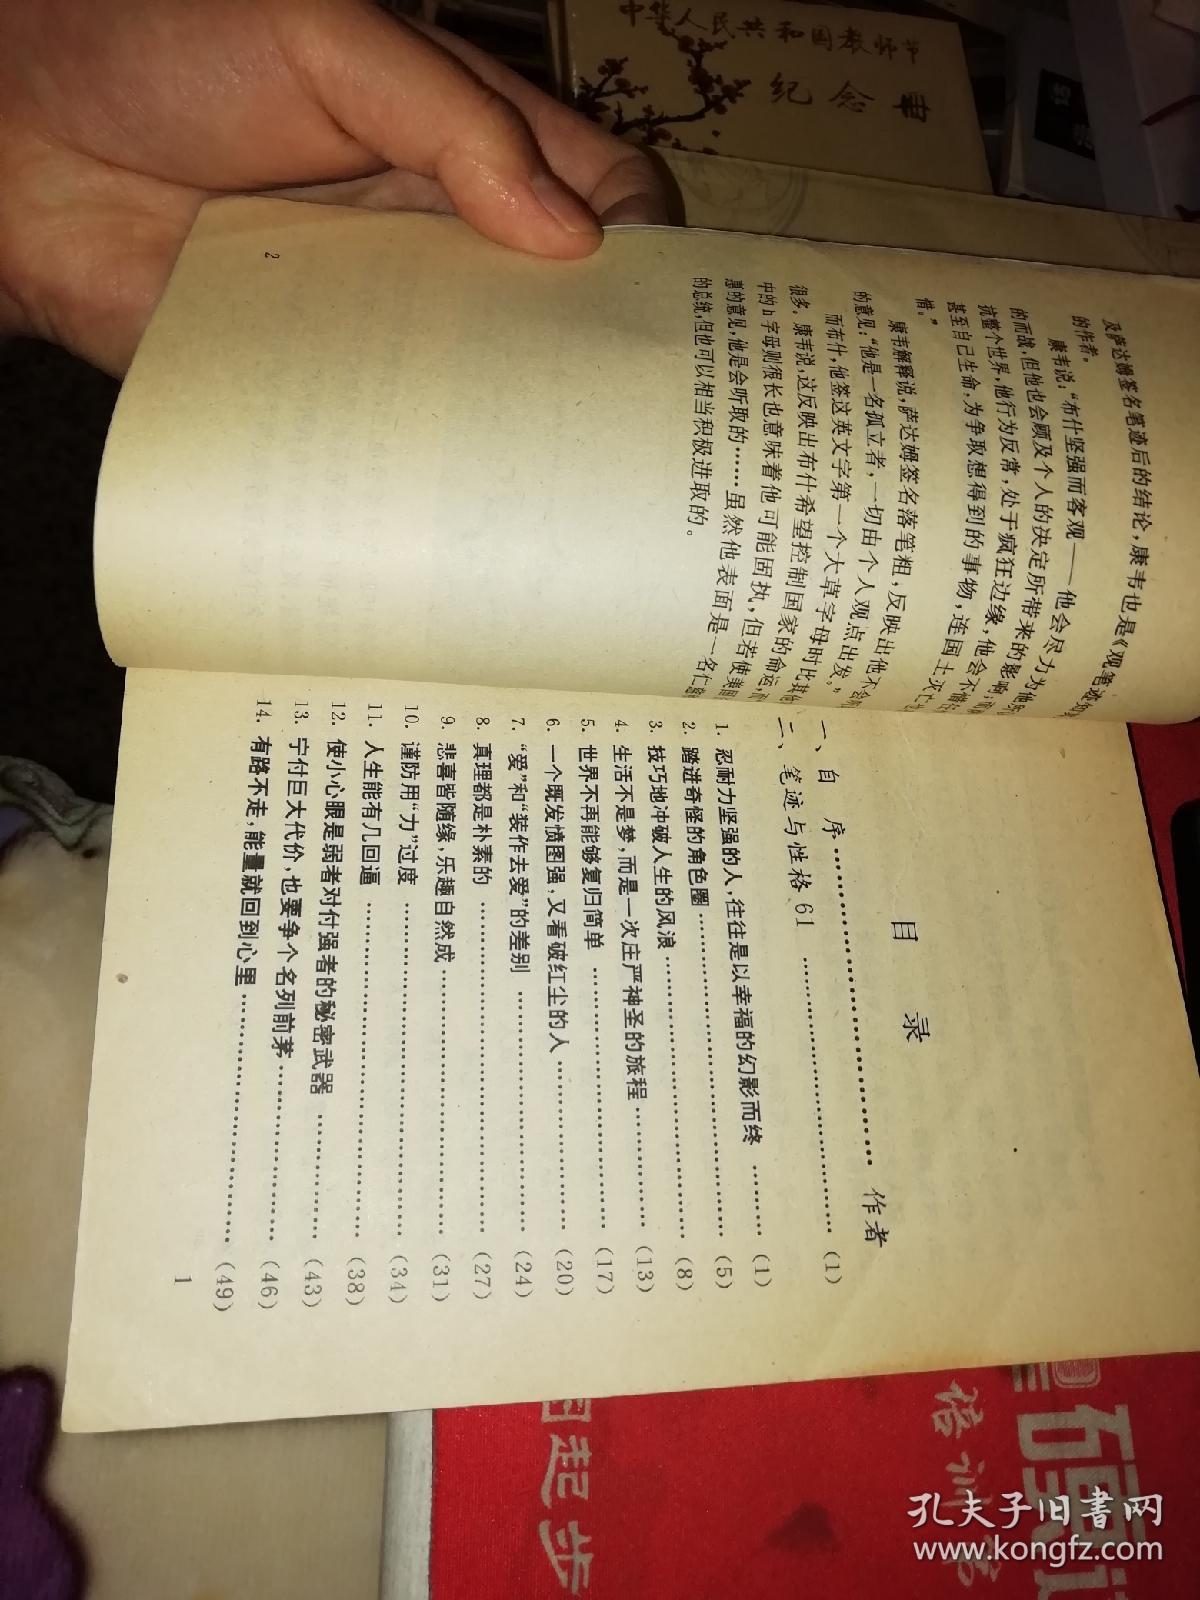 中华人民共和国教师节
纪念册
及萨达姆签名笔迹后的结论，康韦也是《观笔迹
的作者。
康韦说：“布什坚强而客观——他会尽力为他
的而战，但他也会顾及个人的决定所带来的影响；
抗整个世界，他行为反常，处于疯狂边缘，他会不惜
甚至自己生命，为争取想得到的事物，连国土灭亡
惜。”
康韦解释说，萨达姆签名落笔粗，反映出他不
的意见：“他是一名孤立者，一切由个人观点出发。”
而布什，他签这英文字第一个大草字母时比其他
很多。康韦说，这反映出布什希望控制国家的命运，
中的h字母则很长也意味着他可能固执，但若使美国
惠的意见，他是会听取的……虽然他表面是一名仁慈
的总统，但也可以相当积极进取的。
2
目 录
一、自 序…………………………… 作者
二、笔迹与性格 61 ……………………… (1)
1. 忍耐力坚强的人，往往是以幸福的幻影而终 ……… (1)
2. 踏进奇怪的角色圈……………………………… (5)
3. 技巧地冲破人生的风浪………………………… (8)
4. 生活不是梦，而是一次庄严神圣的旅程………… (13)
5. 世界不再能够复归简单 ……………………… (17)
6. 一个既发愤图强，又看破红尘的人 …………… (20)
7. “爱”和“装作去爱”的差别 …………………… (24)
8. 真理都是朴素的 ……………………………… (27)
9. 悲喜皆随缘，乐趣自然成……………………… (31)
10. 谨防用“力”过度 ……………………………… (34)
11. 人生能有几回逼 ……………………………… (38)
12. 使小心眼是弱者对付强者的秘密武器 ………… (43)
13. 宁付巨大代价，也要争个名列前茅…………… (46)
14. 有路不走，能量就回到心里…………………… (49)
1
培训
起步
孔夫子旧书网
www.kongfz.com